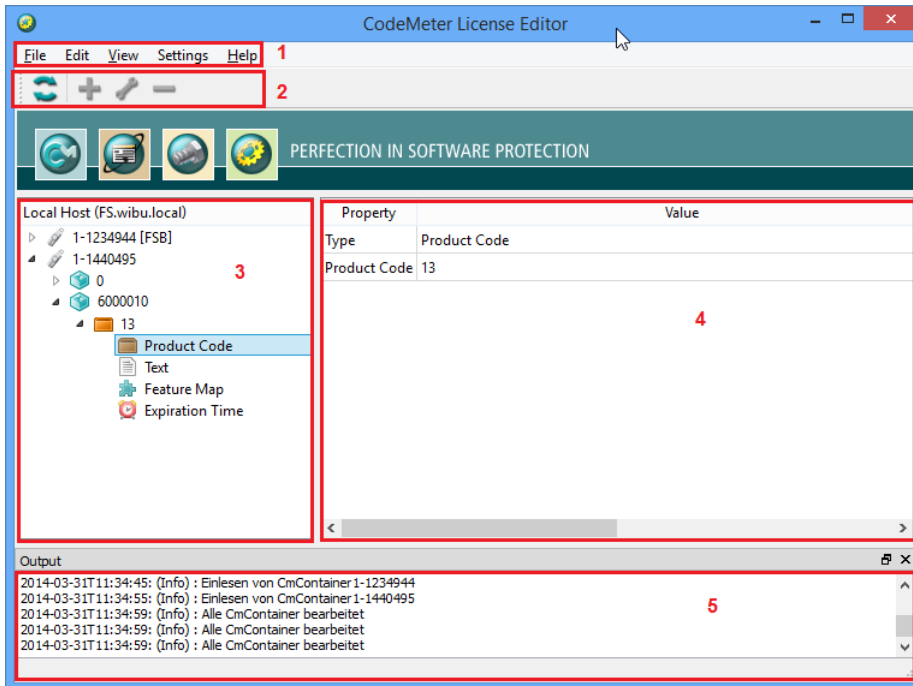 CodeMeter License Editor
File Edit View Settings Help 1
2
PERFECTION IN SOFTWARE PROTECTION
Local Host (FS.wibu.local)
1-1234944 [FSB]
1-1440495
0
6000010
13
Product Code
Text
Feature Map
Expiration Time
3
Property Value
Type Product Code
Product Code 13
4
Output
2014-03-31T11:34:45: (Info) : Einlesen von CmContainer1-1234944
2014-03-31T11:34:55: (Info) : Einlesen von CmContainer1-1440495
2014-03-31T11:34:59: (Info) : Alle CmContainer bearbeitet
2014-03-31T11:34:59: (Info) : Alle CmContainer bearbeitet
2014-03-31T11:34:59: (Info) : Alle CmContainer bearbeitet
5